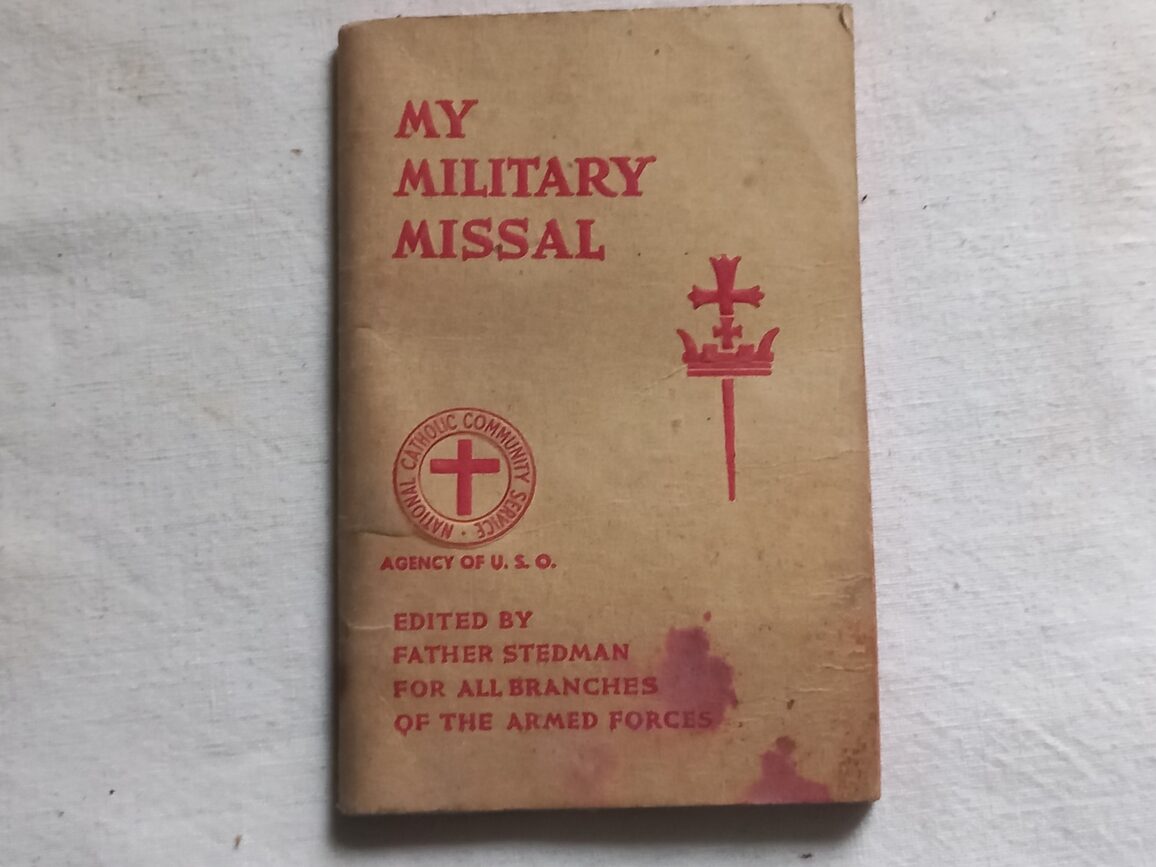 MY
MILITARY
MISSAL
NATIONAL CATHOLIC COMMUNITY SERVICE •
AGENCY OF U. S. O.
EDITED BY
FATHER STEDMAN
FOR ALL BRANCHES
OF THE ARMED FORCES